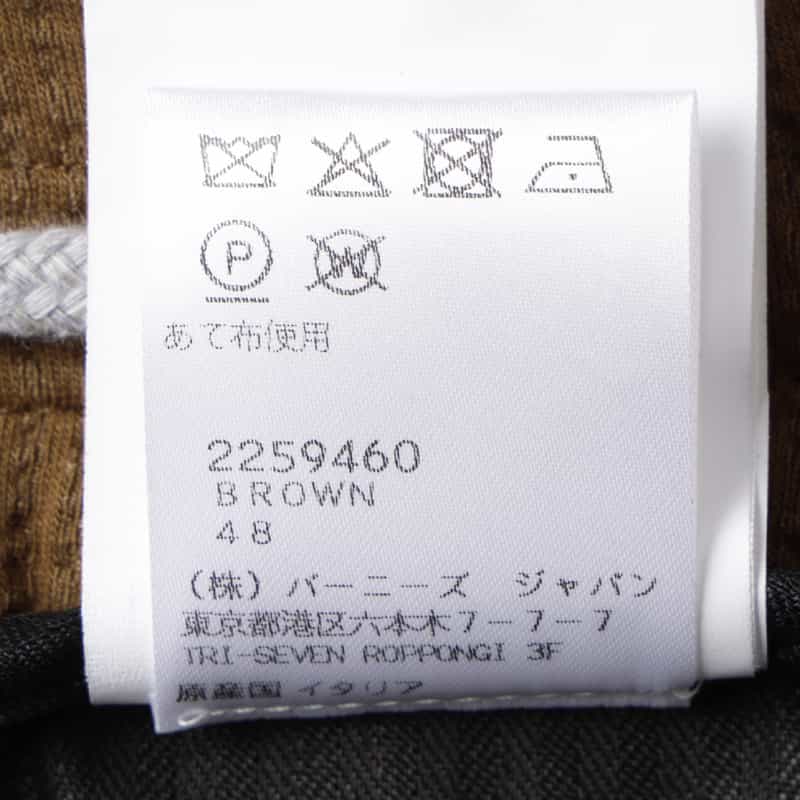 P W
あて布使用
2259460
BROWN
48
(株) バーニーズ ジャパン
東京都港区六本木7-7-7
TRI-SEVEN ROPPONGI 3F
原産国 イタリア